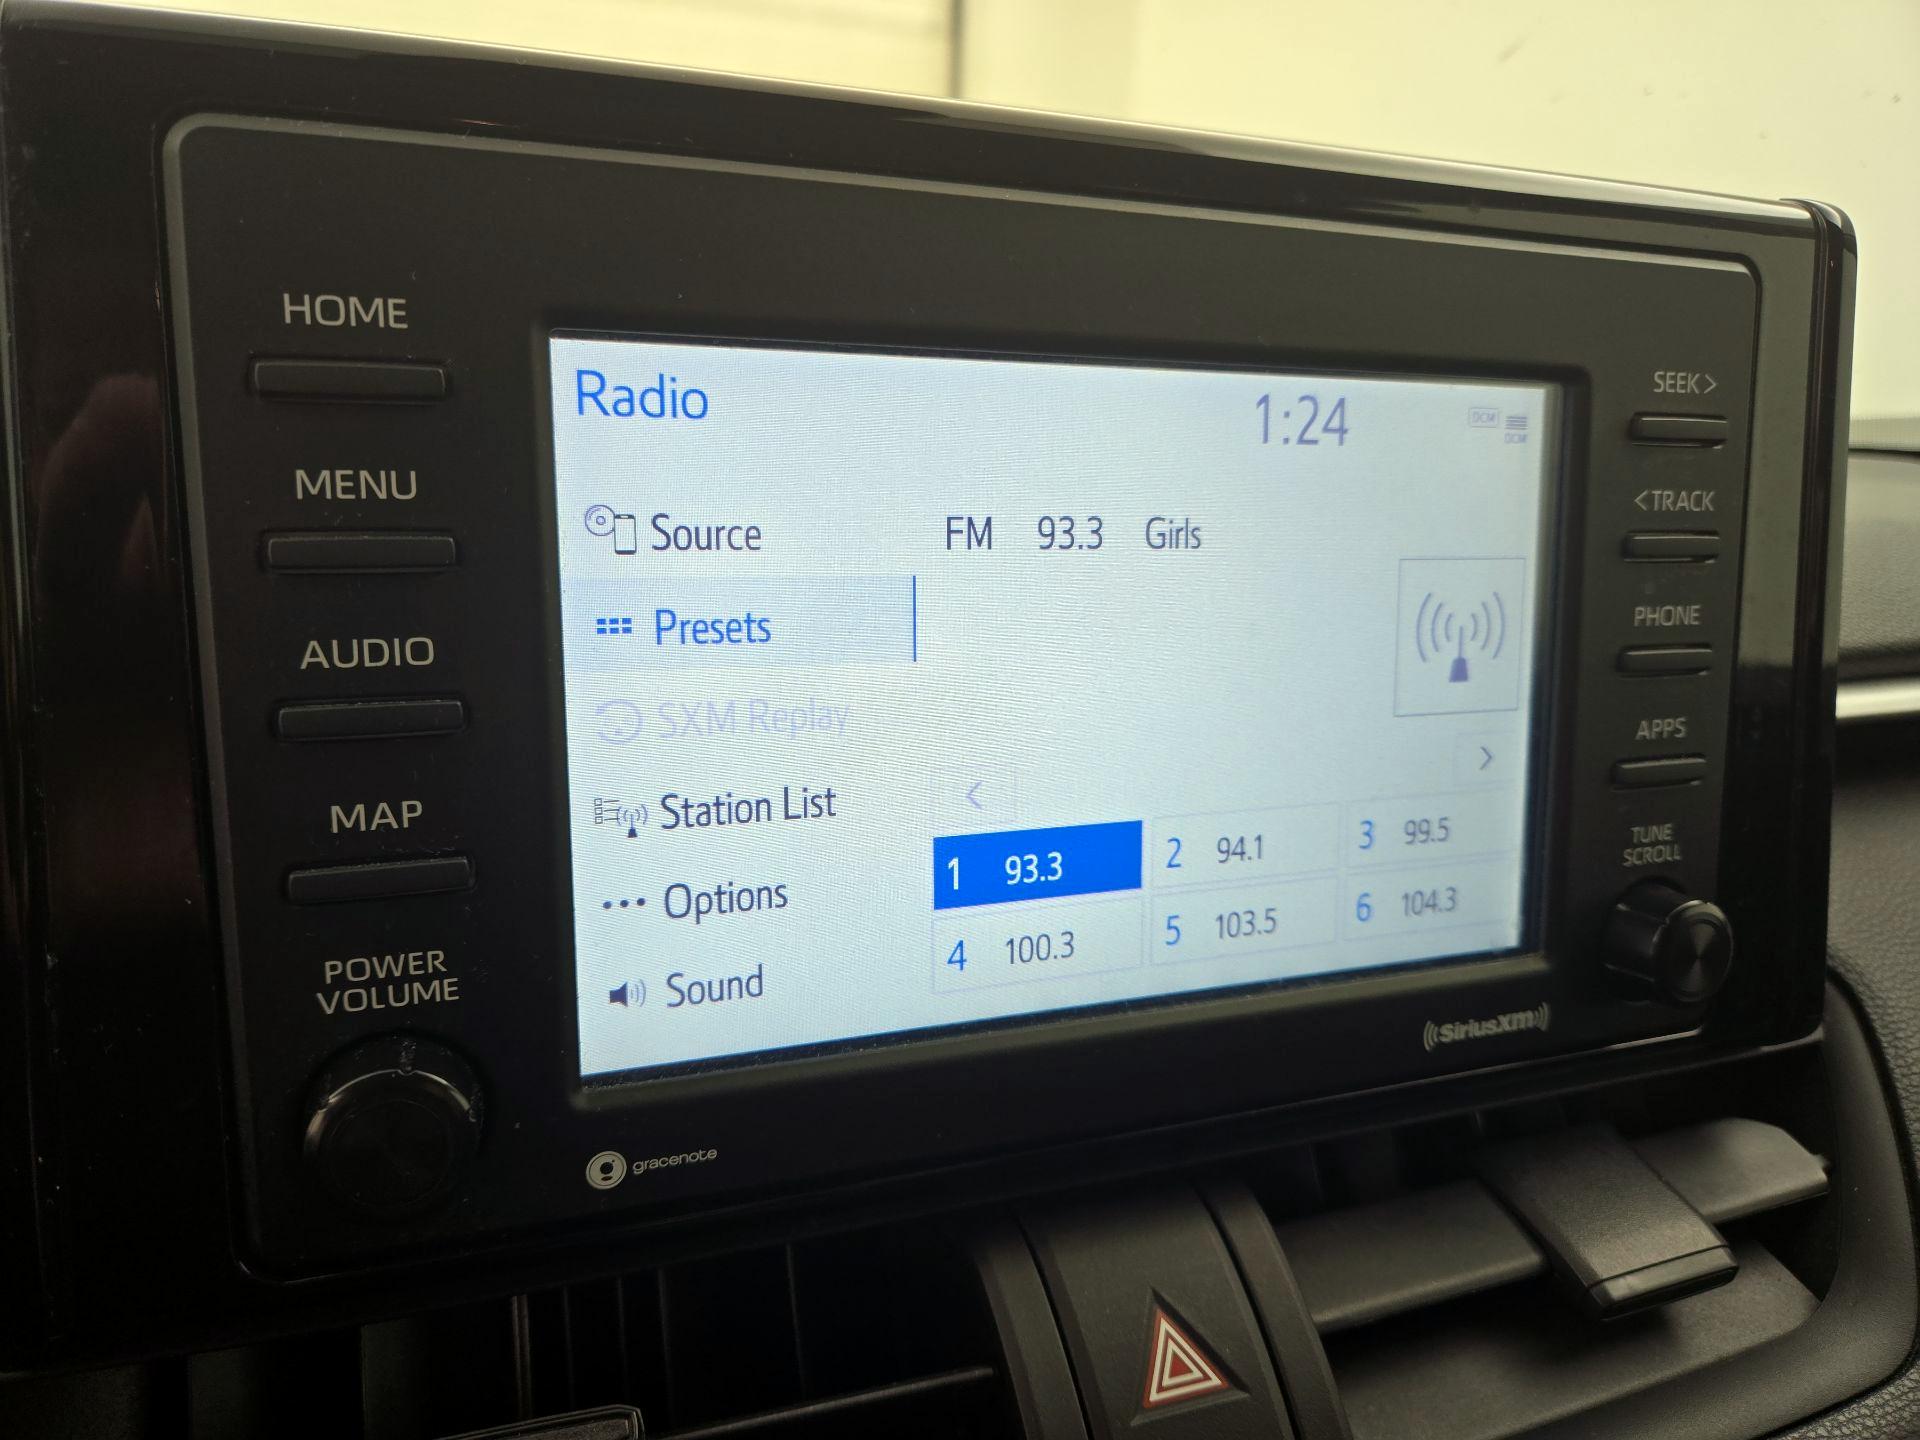 HOME
MENU
AUDIO
MAP
POWER
VOLUME
Radio
1:24
DCM
DCM
Source
FM 93.3 Girls
Presets
SXM Replay
Station List
Options
Sound
<
>
1 93.3
2 94.1
3 99.5
4 100.3
5 103.5
6 104.3
SEEK >
< TRACK
PHONE
APPS
TUNE
SCROLL
gracenote
((SiriusXM))